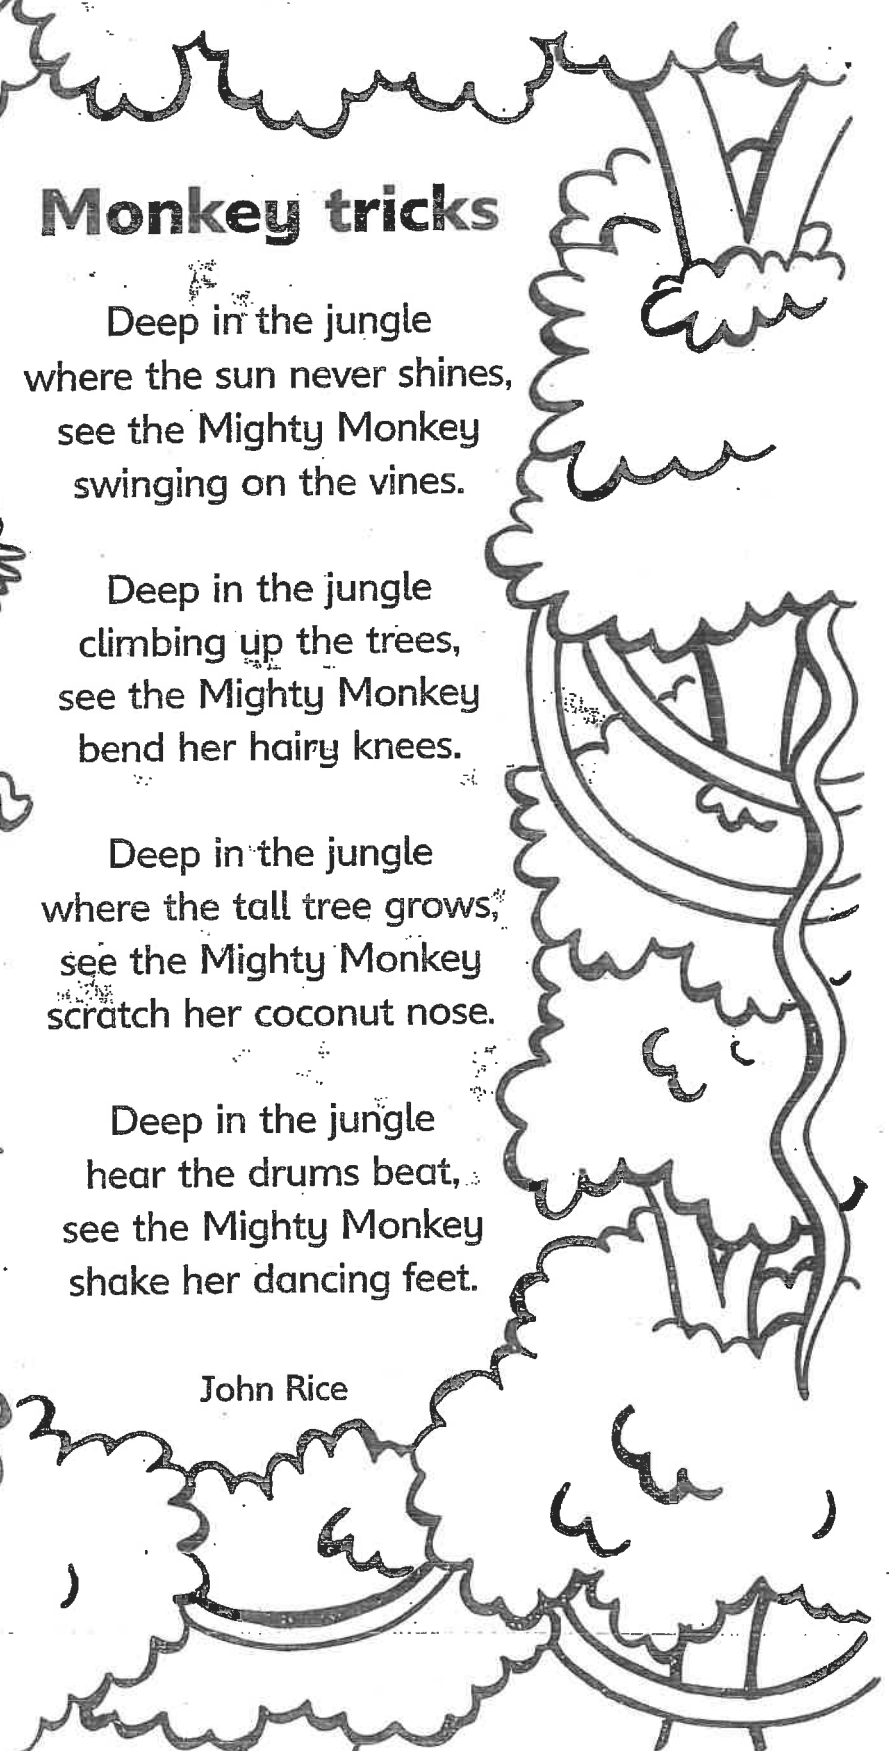 Monkey tricks
Deep in the jungle
where the sun never shines,
see the Mighty Monkey
swinging on the vines.
Deep in the jungle
climbing up the trees,
see the Mighty Monkey
bend her hairy knees.
Deep in the jungle
where the tall tree grows,
see the Mighty Monkey
scratch her coconut nose.
Deep in the jungle
hear the drums beat,
see the Mighty Monkey
shake her dancing feet.
John Rice